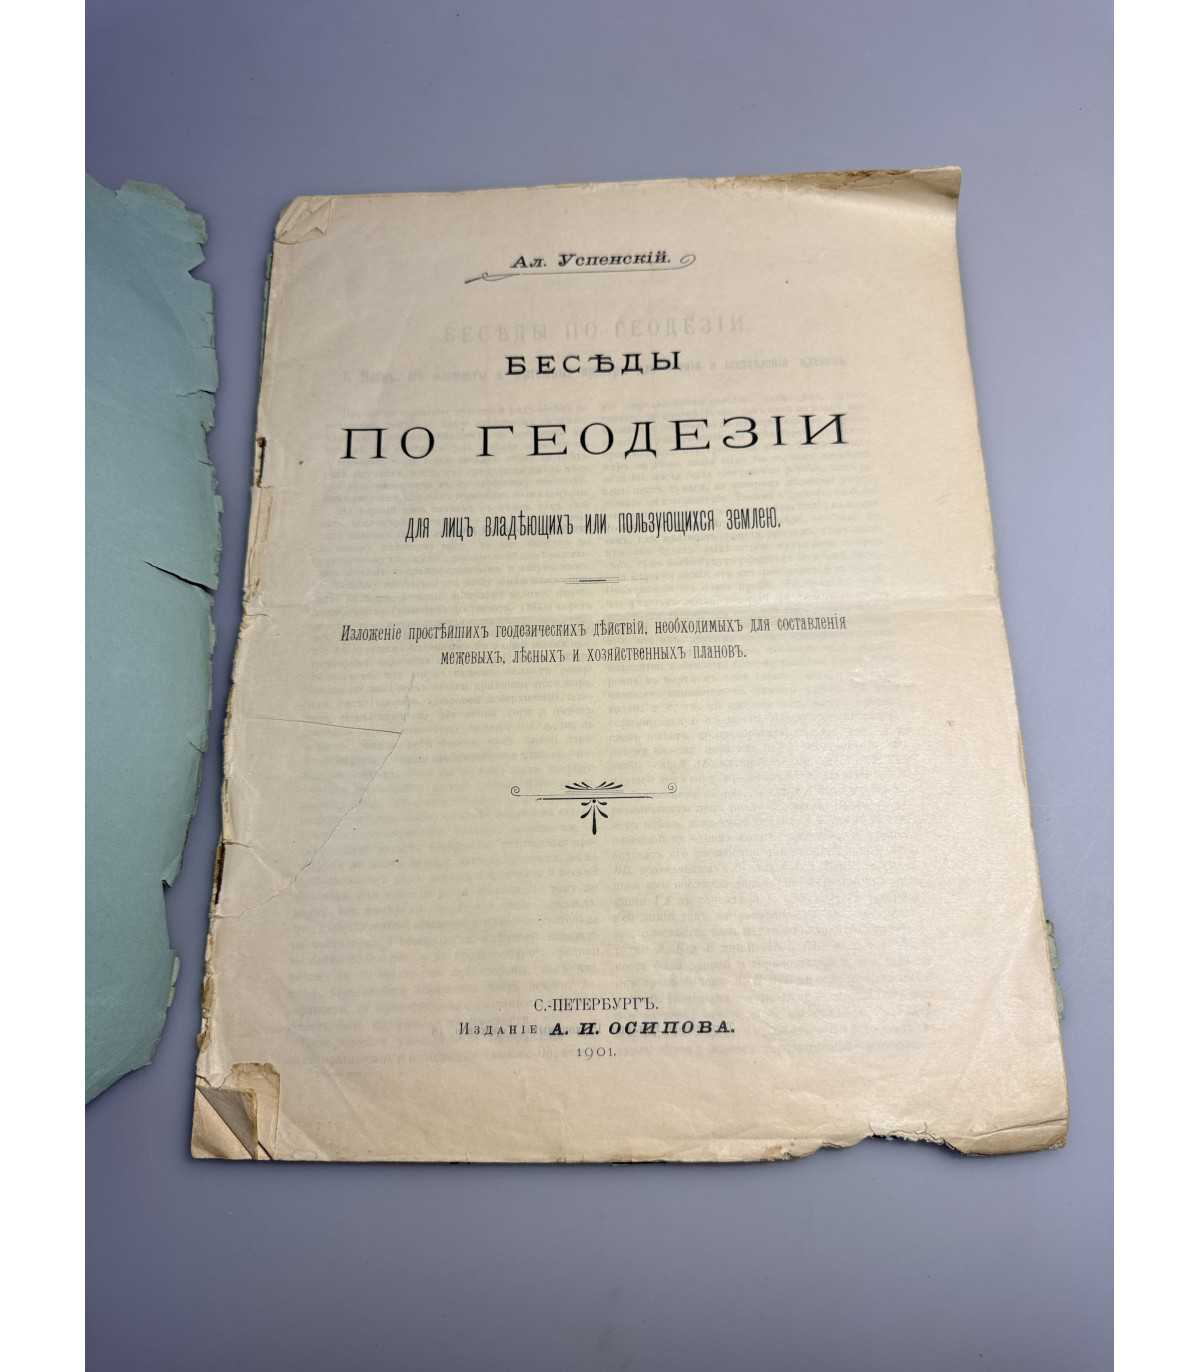 Ал. Успенскій.
БЕСѢДЫ
ПО ГЕОДЕЗІИ
для лицъ владѣющихъ или пользующихся землею.
Изложеніе простѣйшихъ геодезическихъ дѣйствій, необходимыхъ для составленія
межевыхъ, лѣсныхъ и хозяйственныхъ плановъ.
С.-ПЕТЕРБУРГЪ.
Изданіе А. И. ОСИПОВА.
1901.